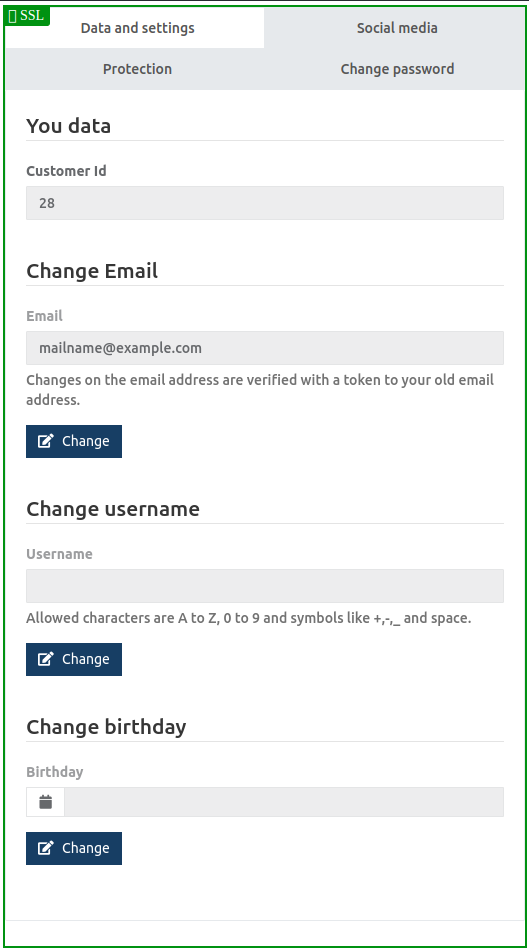 SSL
Data and settings
Social media
Protection
Change password
You data
Customer Id
28
Change Email
Email
mailname@example.com
Changes on the email address are verified with a token to your old email
address.
Change
Change username
Username
Allowed characters are A to Z, 0 to 9 and symbols like +,-,_ and space.
Change
Change birthday
Birthday
Change